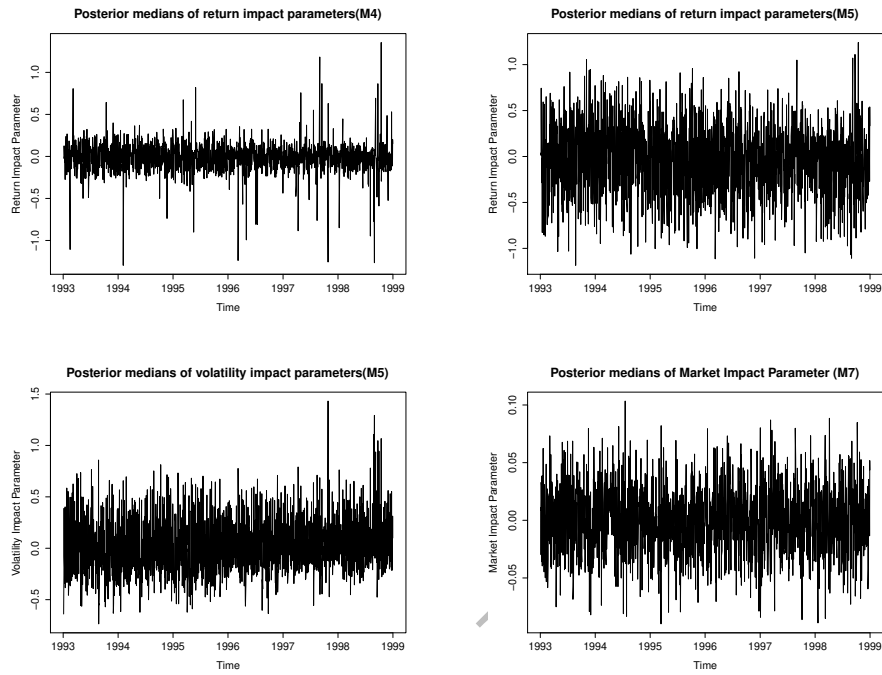 Posterior medians of return impact parameters(M4)
Return Impact Parameter
1.0
0.5
0.0
−0.5
−1.0
1993 1994 1995 1996 1997 1998 1999
Time
Posterior medians of return impact parameters(M5)
Return Impact Parameter
1.0
0.5
0.0
−0.5
−1.0
1993 1994 1995 1996 1997 1998 1999
Time
Posterior medians of volatility impact parameters(M5)
Volatility Impact Parameter
1.5
1.0
0.5
0.0
−0.5
1993 1994 1995 1996 1997 1998 1999
Time
Posterior medians of Market Impact Parameter (M7)
Market Impact Parameter
0.10
0.05
0.00
−0.05
1993 1994 1995 1996 1997 1998 1999
Time